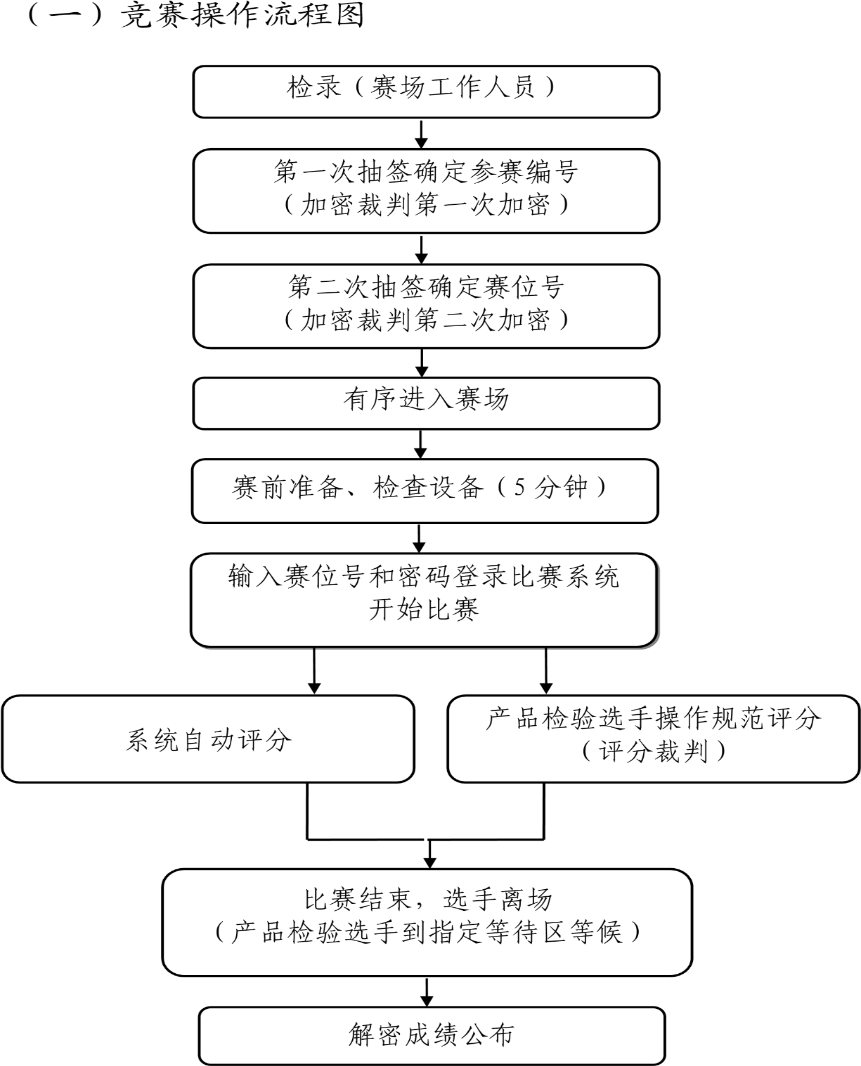 （一）竞赛操作流程图
检录（赛场工作人员）
第一次抽签确定参赛编号
（加密裁判第一次加密）
第二次抽签确定赛位号
（加密裁判第二次加密）
有序进入赛场
赛前准备、检查设备（5 分钟）
输入赛位号和密码登录比赛系统
开始比赛
系统自动评分
产品检验选手操作规范评分
（评分裁判）
比赛结束，选手离场
（产品检验选手到指定等待区等候）
解密成绩公布